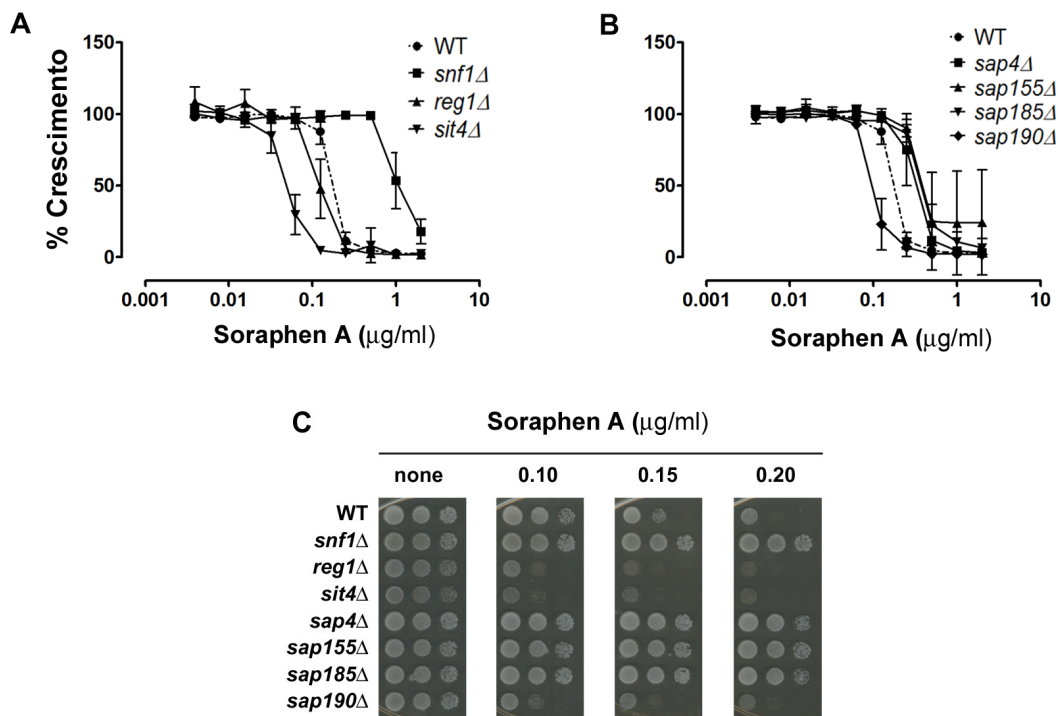 A
150
100
50
0
% Crescimento
0.001
0.01
0.1
1
10
Soraphen A (μg/ml)
WT
snf1Δ
reg1Δ
sit4Δ
B
150
100
50
0
0.001
0.01
0.1
1
10
Soraphen A (μg/ml)
WT
sap4Δ
sap155Δ
sap185Δ
sap190Δ
C
Soraphen A (μg/ml)
none 0.10 0.15 0.20
WT
snf1Δ
reg1Δ
sit4Δ
sap4Δ
sap155Δ
sap185Δ
sap190Δ